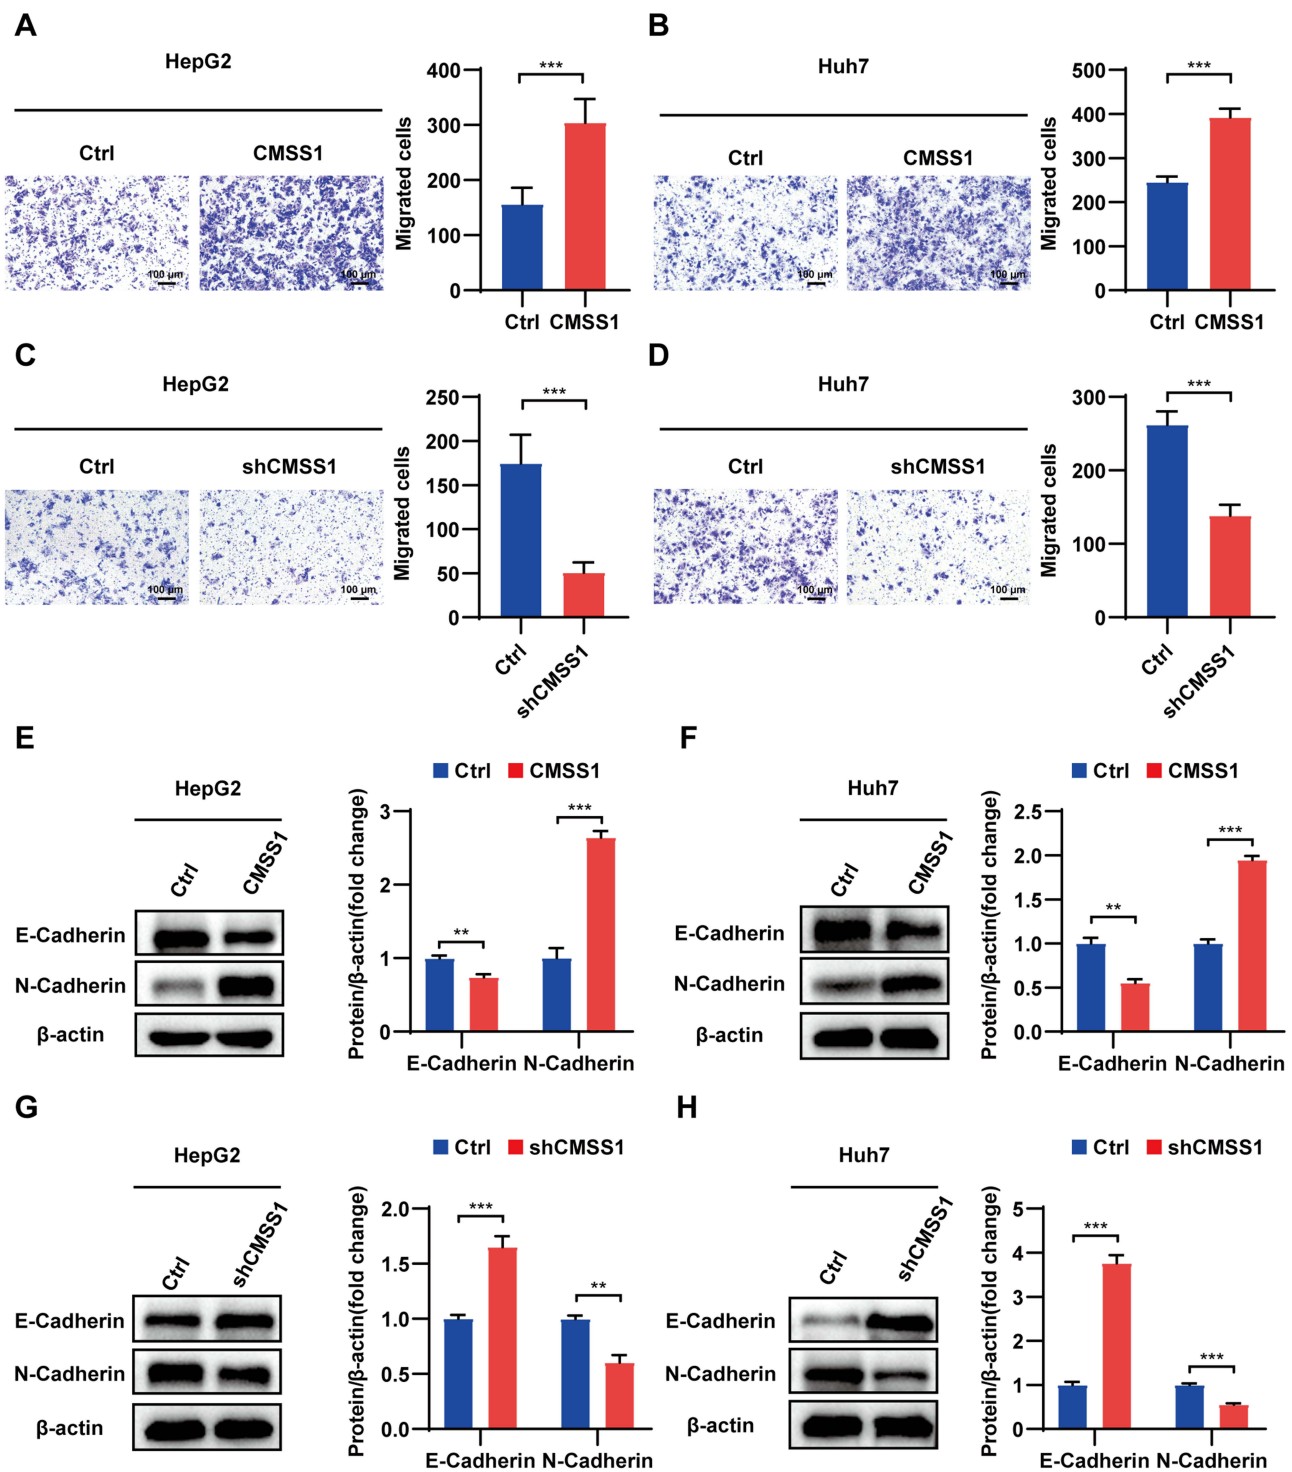 A
HepG2
Ctrl CMSS1
100 μm 100 μm
Migrated cells
400
300
200
100
0
***
Ctrl CMSS1
B
Huh7
Ctrl CMSS1
100 μm 100 μm
Migrated cells
500
400
300
200
100
0
***
Ctrl CMSS1
C
HepG2
Ctrl shCMSS1
100 μm 100 μm
Migrated cells
250
200
150
100
50
0
***
Ctrl
shCMSS1
D
Huh7
Ctrl shCMSS1
100 μm 100 μm
Migrated cells
300
200
100
0
***
Ctrl
shCMSS1
E
HepG2
Ctrl CMSS1
E-Cadherin
N-Cadherin
β-actin
Ctrl CMSS1
Protein/β-actin(fold change)
3
2
1
0
** ***
E-Cadherin N-Cadherin
F
Huh7
Ctrl CMSS1
E-Cadherin
N-Cadherin
β-actin
Ctrl CMSS1
Protein/β-actin(fold change)
2.5
2.0
1.5
1.0
0.5
0.0
** ***
E-Cadherin N-Cadherin
G
HepG2
Ctrl shCMSS1
E-Cadherin
N-Cadherin
β-actin
Ctrl shCMSS1
Protein/β-actin(fold change)
2.0
1.5
1.0
0.5
0.0
*** **
E-Cadherin N-Cadherin
H
Huh7
Ctrl shCMSS1
E-Cadherin
N-Cadherin
β-actin
Ctrl shCMSS1
Protein/β-actin(fold change)
5
4
3
2
1
0
*** ***
E-Cadherin N-Cadherin